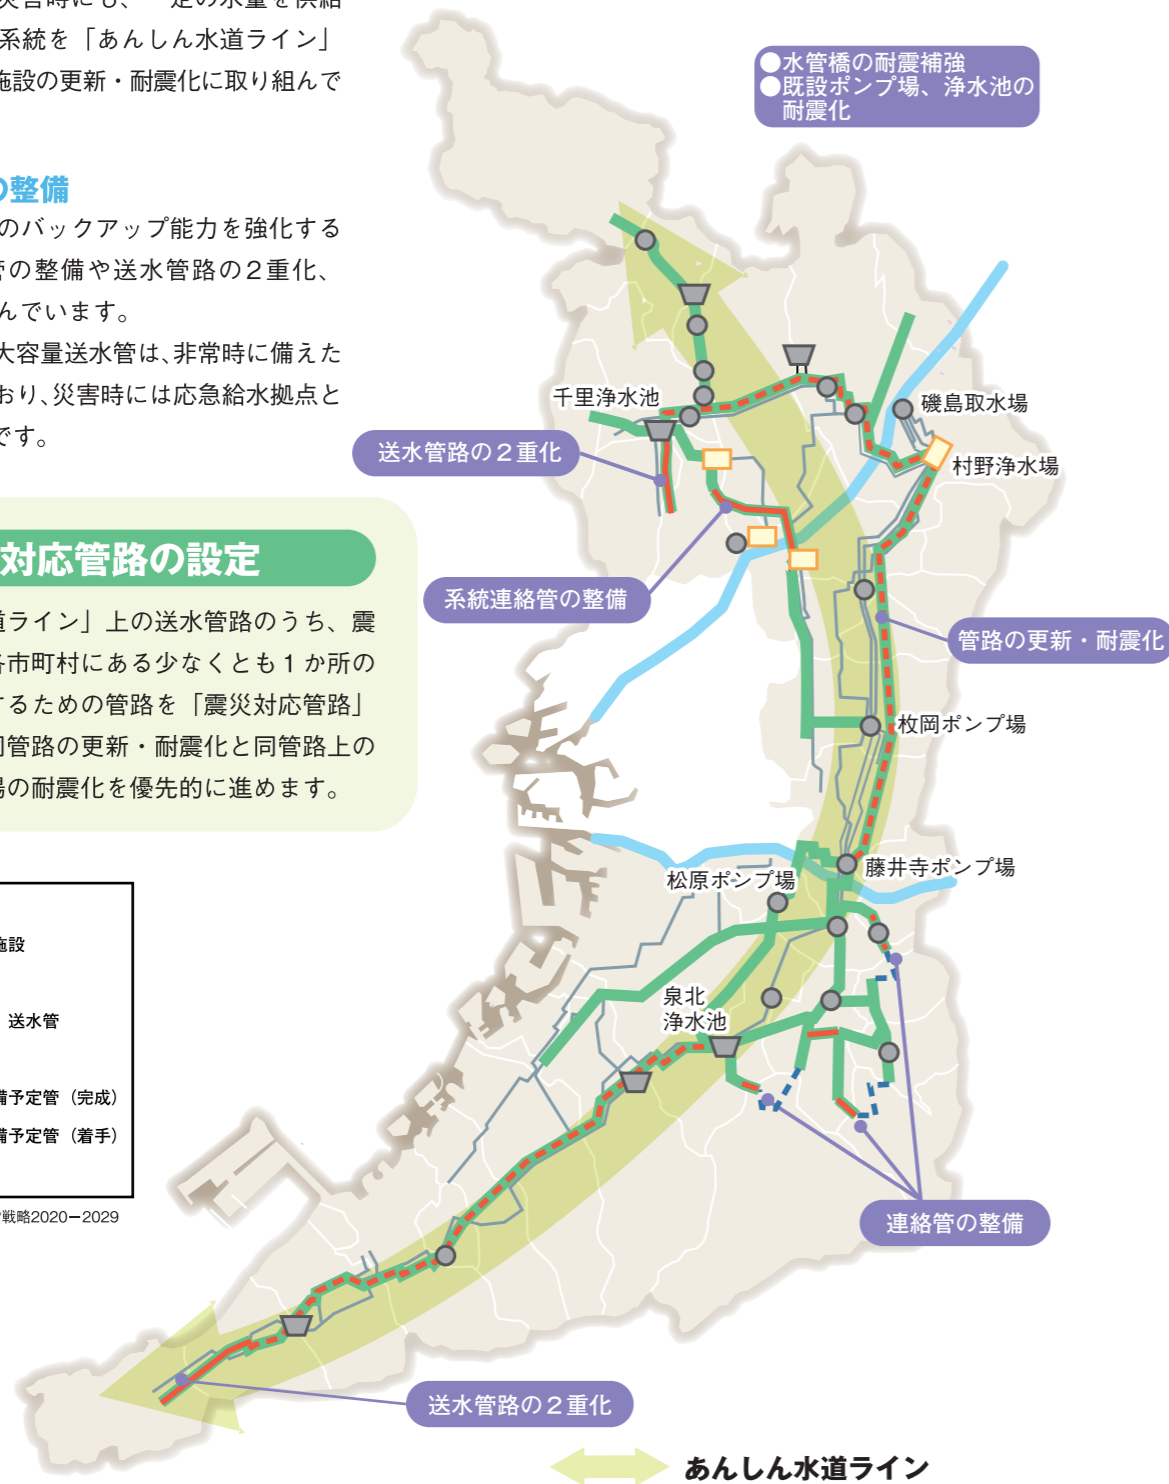 災害時にも、一定の水量を供給
系統を「あんしん水道ライン」
施設の更新・耐震化に取り組んで
の整備
のバックアップ能力を強化する
管の整備や送水管路の2重化、
んでいます。
大容量送水管は、非常時に備えた
おり、災害時には応急給水拠点と
です。
対応管路の設定
道ライン」上の送水管路のうち、震
各市町村にある少なくとも1か所の
するための管路を「震災対応管路」
同管路の更新・耐震化と同管路上の
場の耐震化を優先的に進めます。
施設
送水管
備予定管（完成）
備予定管（着手）
戦略2020−2029
●水管橋の耐震補強
●既設ポンプ場、浄水池の
耐震化
千里浄水池
磯島取水場
村野浄水場
送水管路の2重化
系統連絡管の整備
管路の更新・耐震化
枚岡ポンプ場
藤井寺ポンプ場
松原ポンプ場
泉北
浄水池
連絡管の整備
送水管路の2重化
あんしん水道ライン